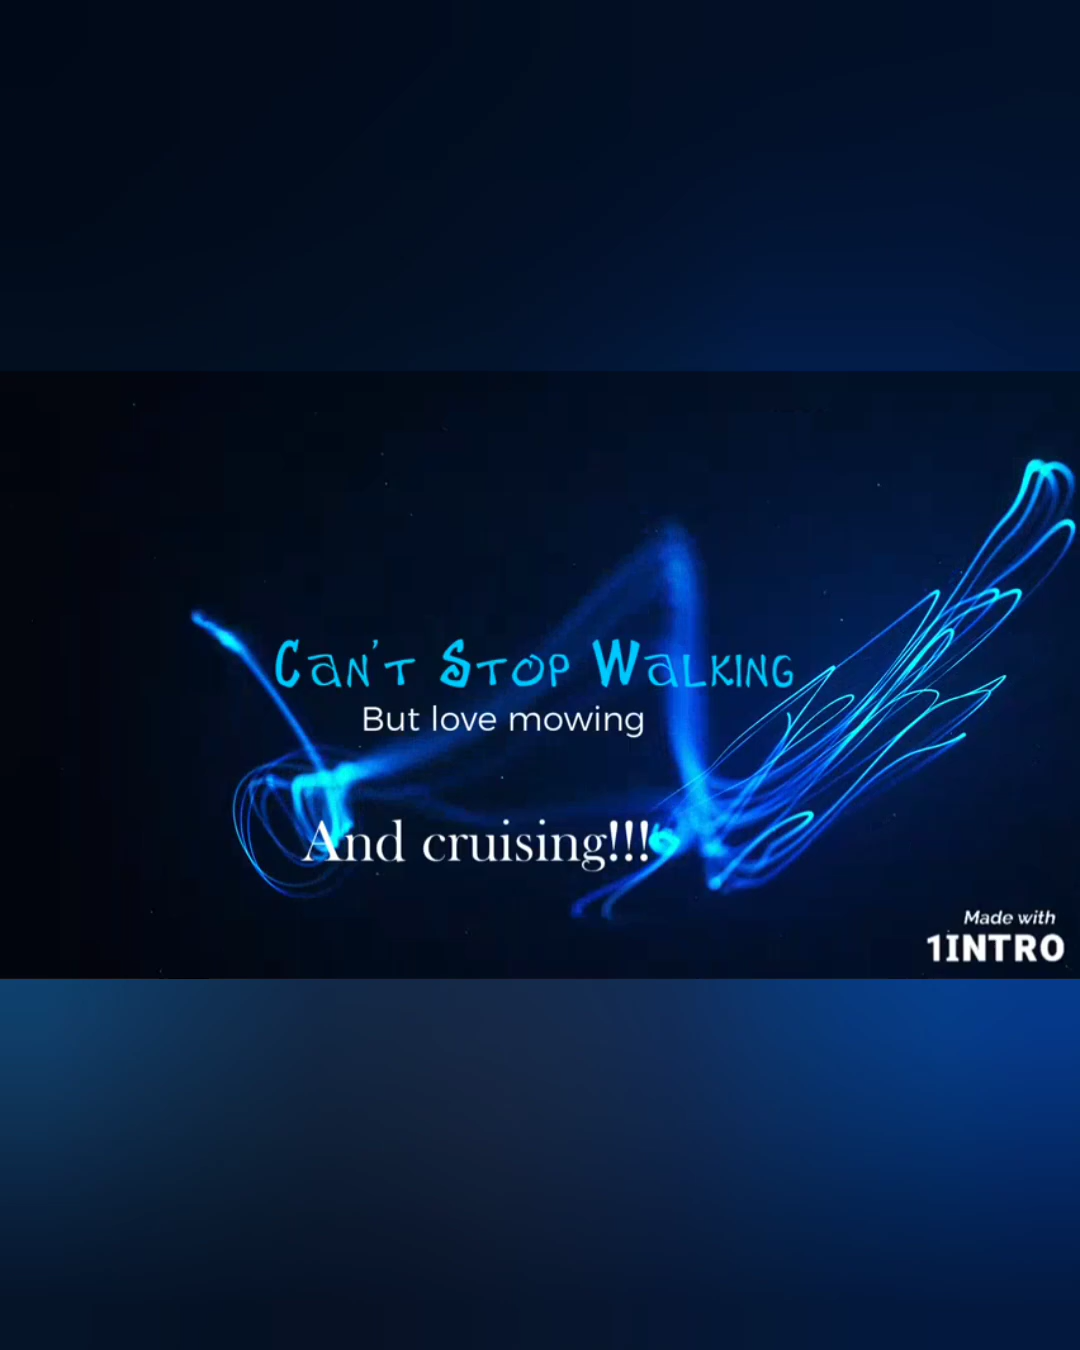 Can't Stop Walking
But love mowing
And cruising!!!
Made with
1INTRO